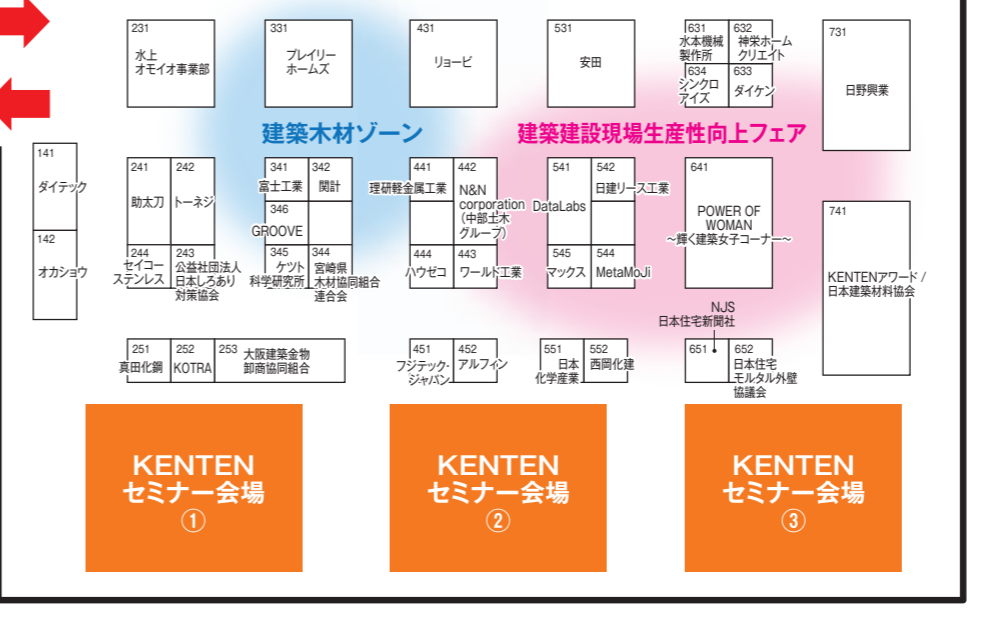 231
水上
オモイオ事業部
331
プレイリー
ホームズ
431
リョービ
531
安田
631
水本機械
製作所
632
神栄ホーム
クリエイト
634
シンクロ
アイズ
633
ダイケン
731
日野興業
建築木材ゾーン
建築建設現場生産性向上フェア
141
ダイテック
142
オカショウ
241
助太刀
242
トーネジ
244
セイコー
ステンレス
243
公益社団法人
日本しろあり
対策協会
341
富士工業
342
関計
346
GROOVE
345
ケツト
科学研究所
344
宮崎県
木材協同組合
連合会
441
理研軽金属工業
442
N&N
corporation
(中部土木
グループ)
444
ハウゼコ
443
ワールド工業
541
DataLabs
542
日建リース工業
545
マックス
544
MetaMoJi
641
POWER OF
WOMAN
~輝く建築女子コーナー~
741
KENTENアワード /
日本建築材料協会
NJS
日本住宅新聞社
251
真田化鋼
252
KOTRA
253
大阪建築金物
卸商協同組合
451
フジテック・
ジャパン
452
アルフィン
551
日本
化学産業
552
西岡化建
651
652
日本住宅
モルタル外壁
協議会
KENTEN
セミナー会場
①
KENTEN
セミナー会場
②
KENTEN
セミナー会場
③